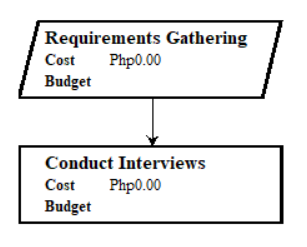 Requirements Gathering
Cost Php0.00
Budget
Conduct Interviews
Cost Php0.00
Budget